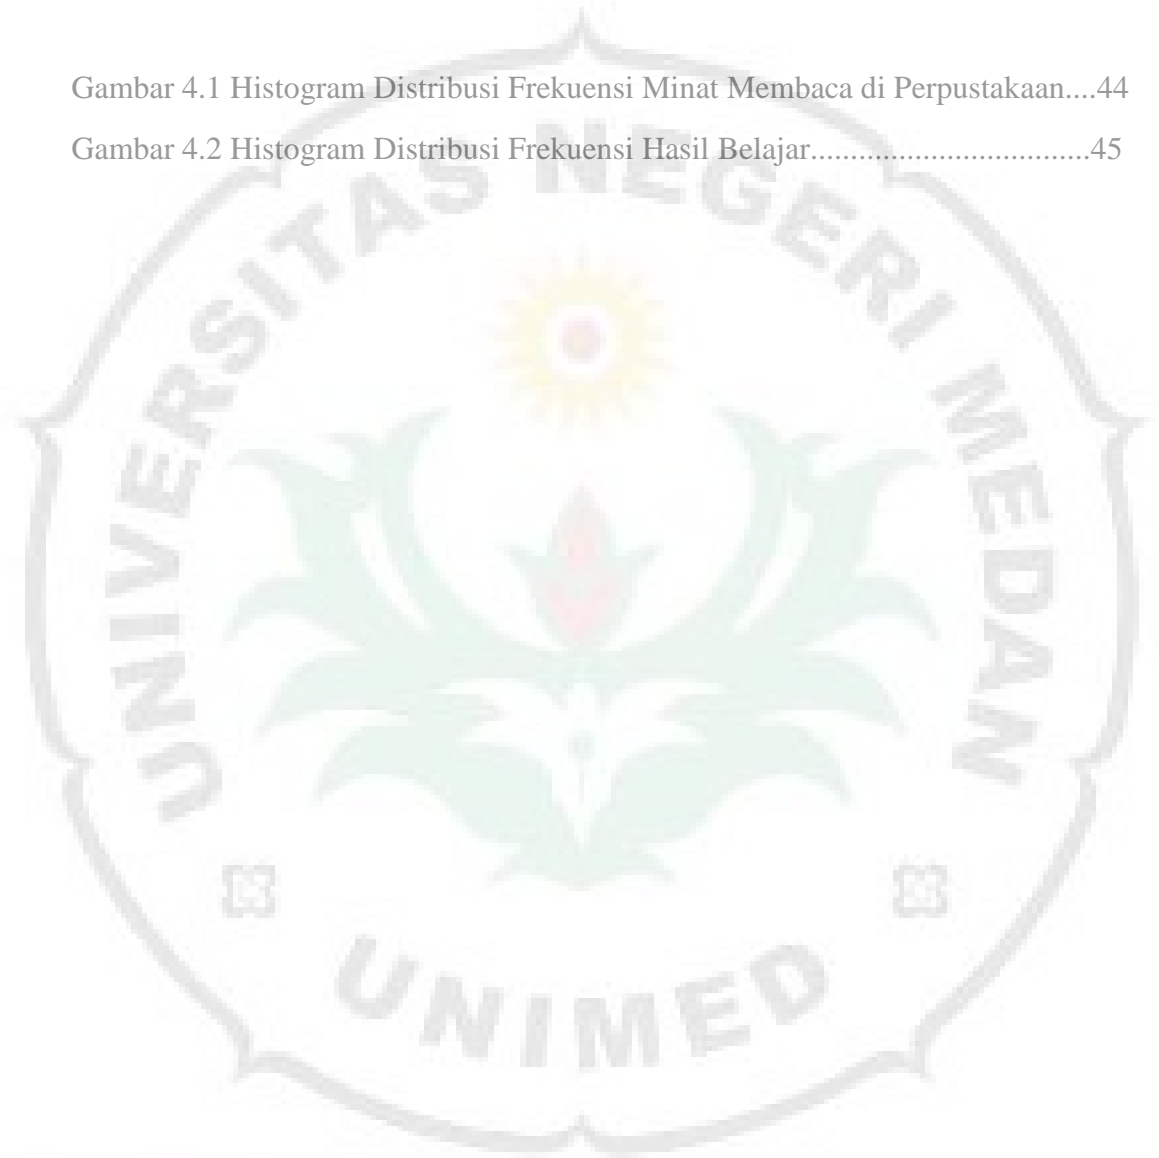 Gambar 4.1 Histogram Distribusi Frekuensi Minat Membaca di Perpustakaan....44
Gambar 4.2 Histogram Distribusi Frekuensi Hasil Belajar................................45
UNIVERSITAS NEGERI MEDAN
UNIMED